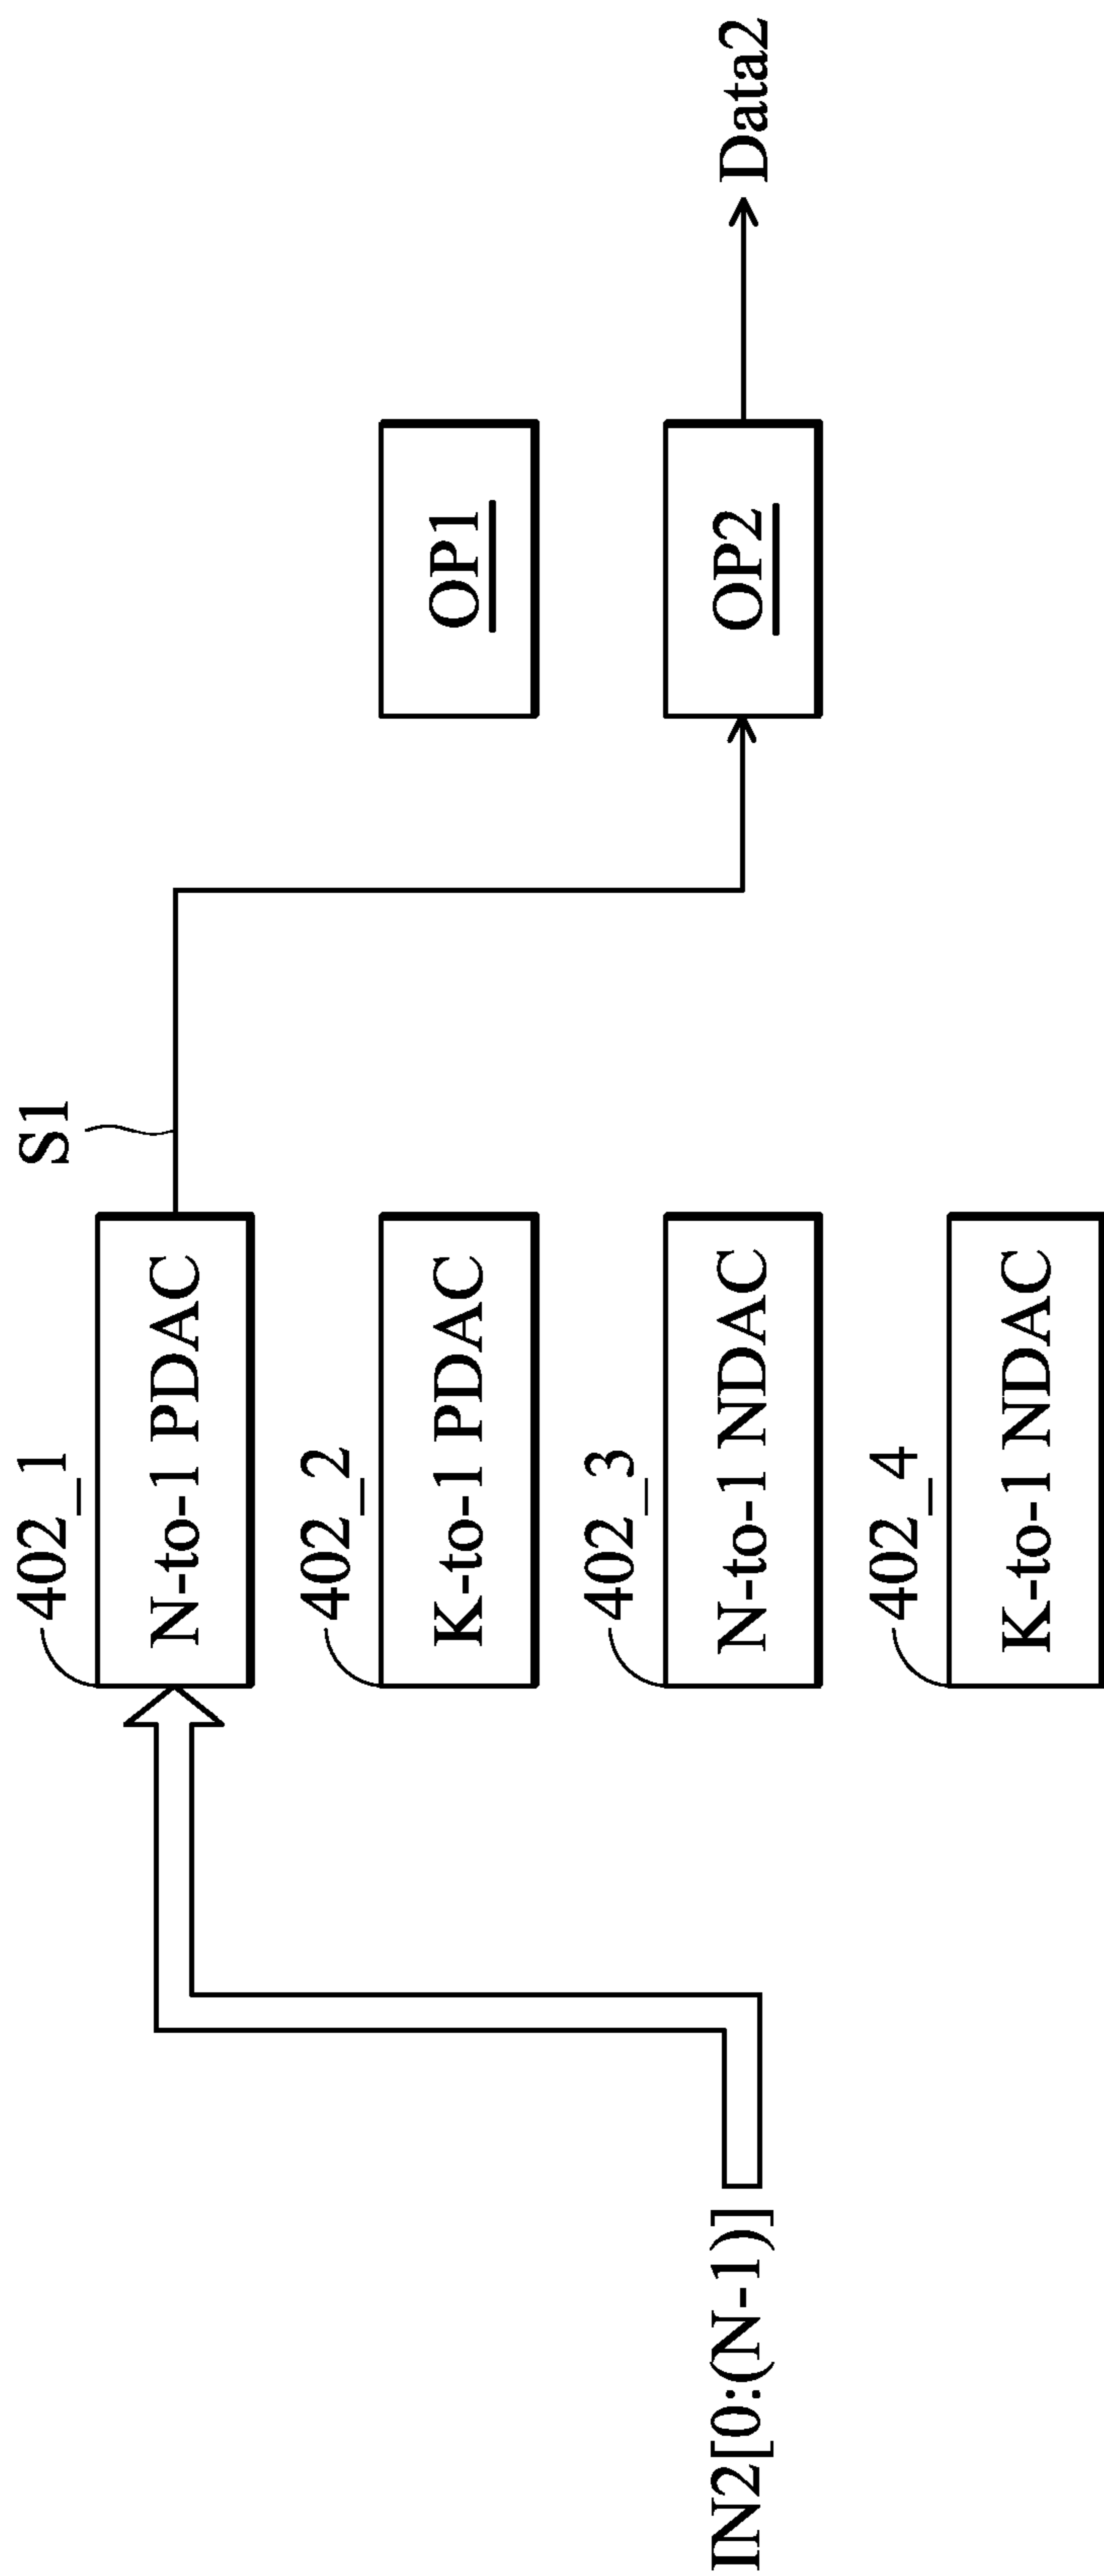 S1
402_1
N-to-1 PDAC
402_2
K-to-1 PDAC
OP1
402_3
N-to-1 NDAC
OP2
Data2
IN2[0:(N-1)]
402_4
K-to-1 NDAC